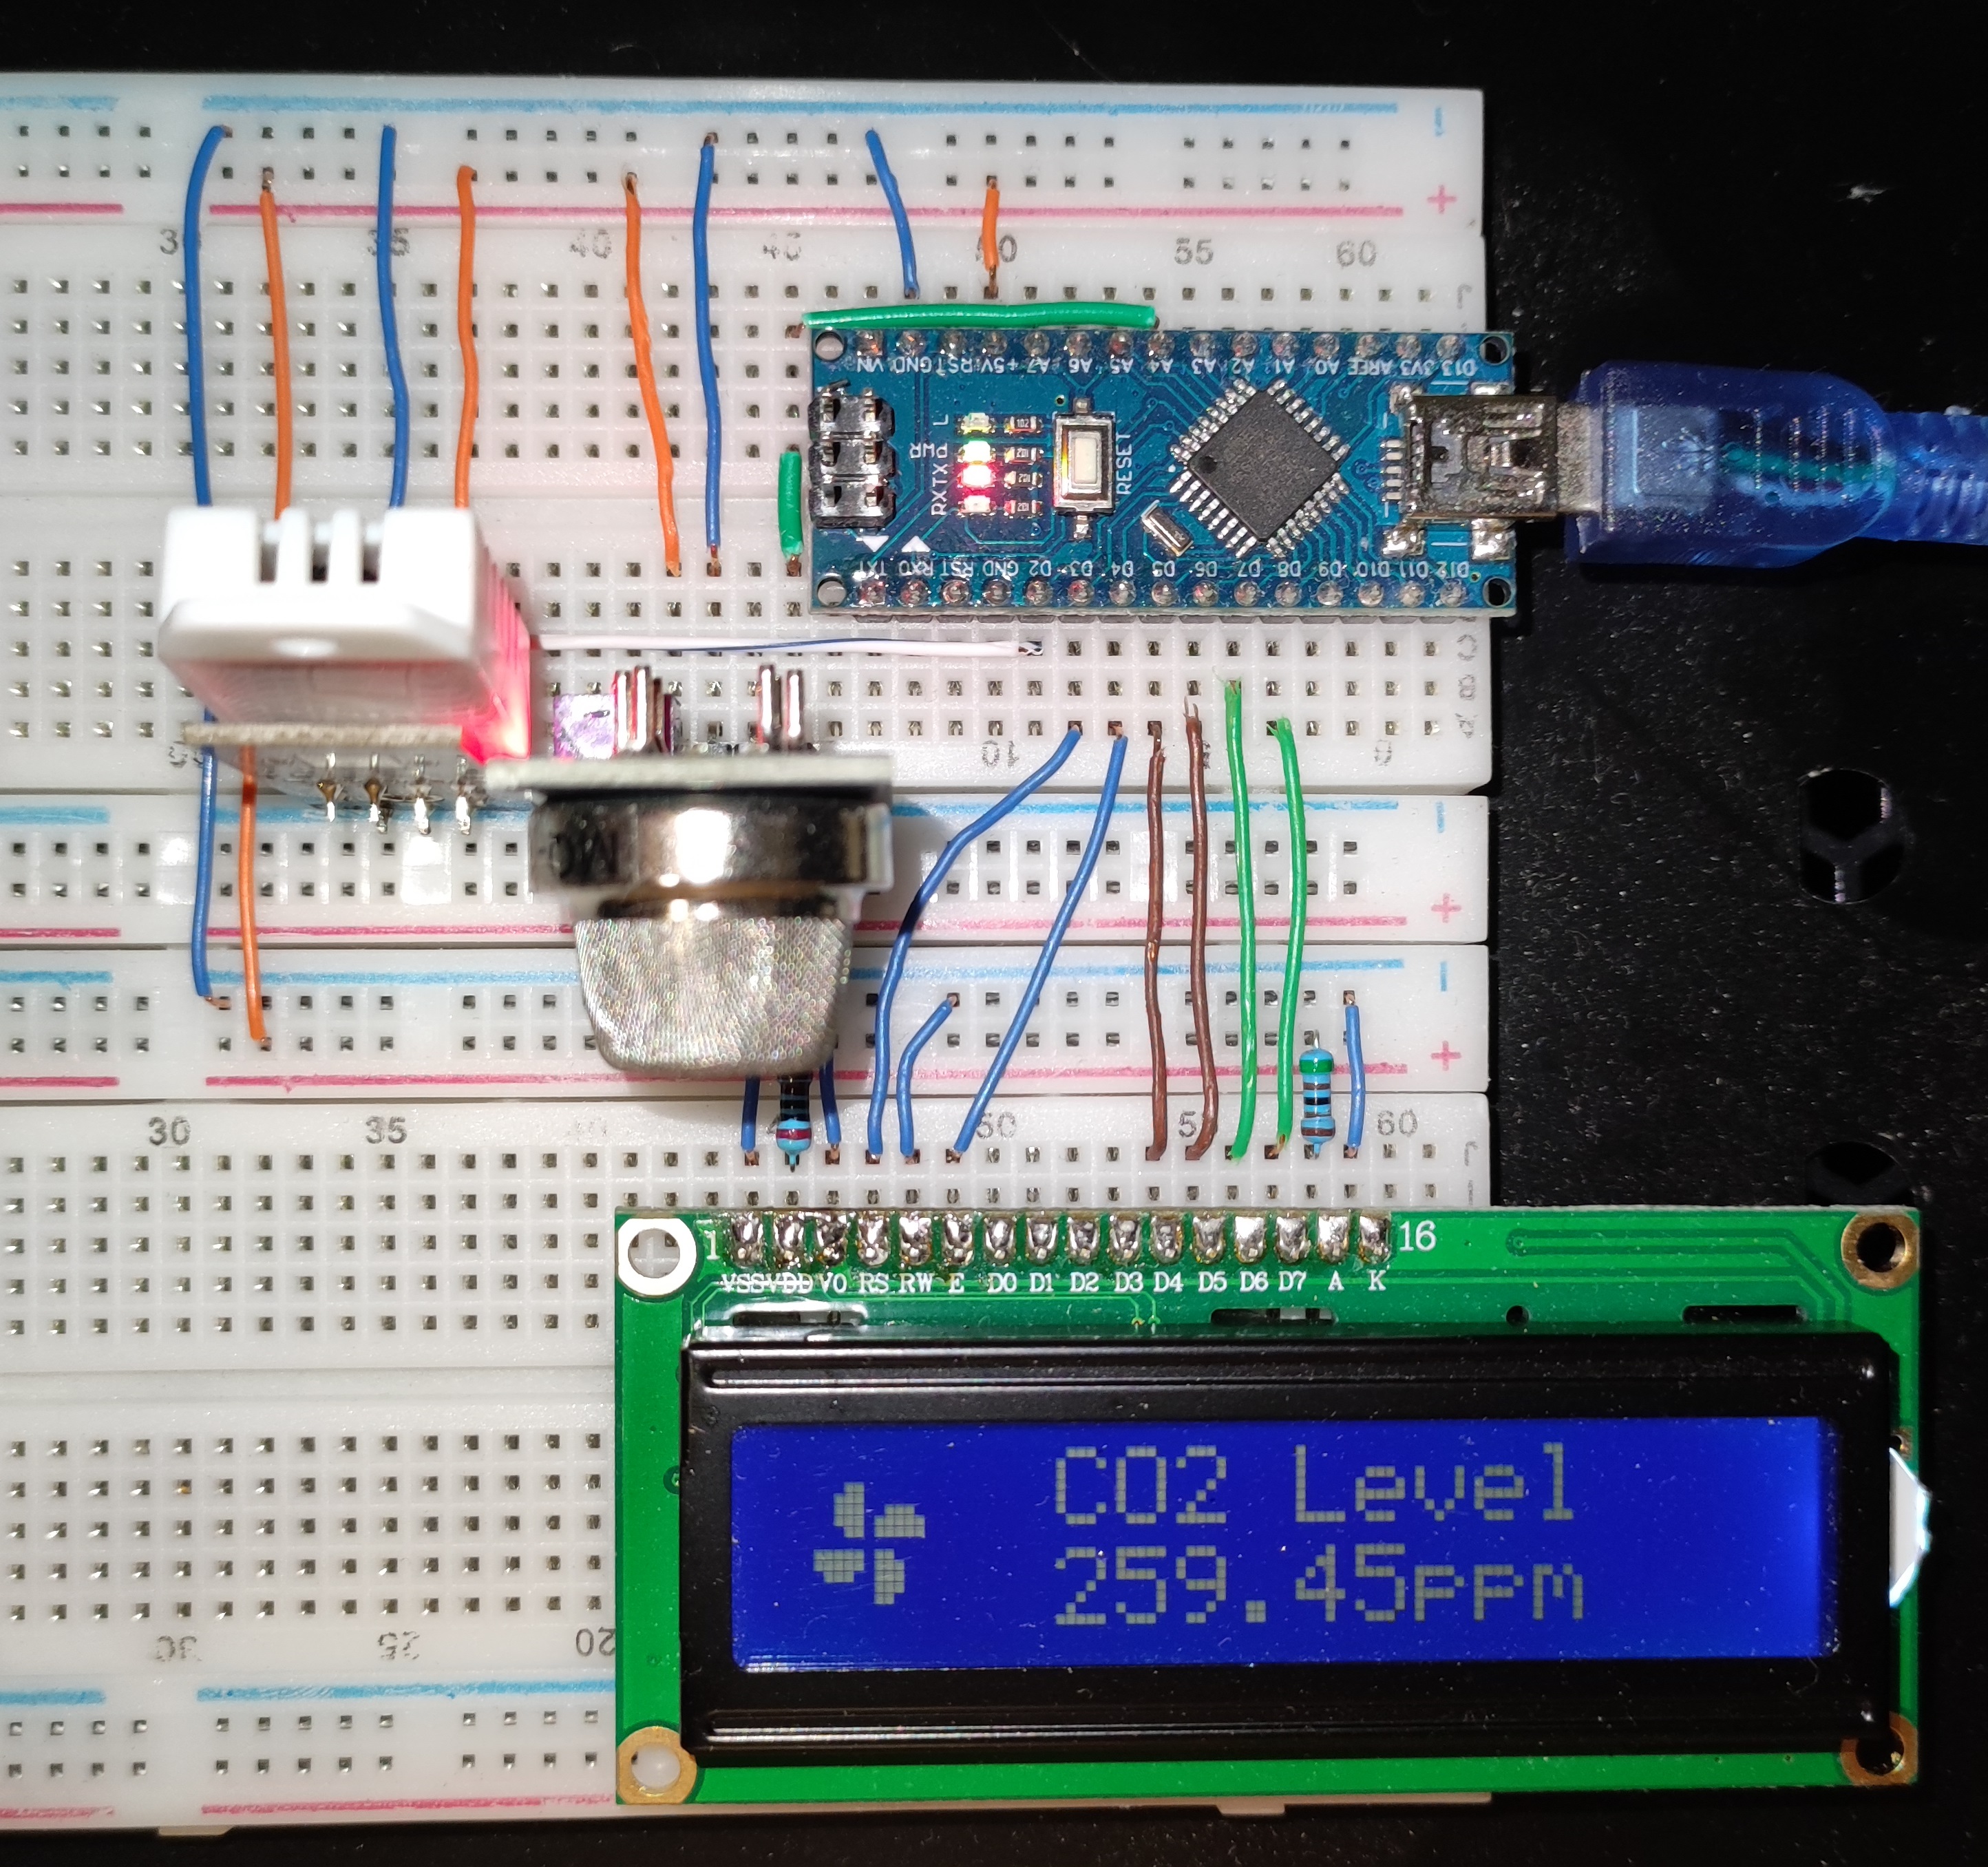 −
+
35
40
45
50
55
60
J
VIN GND RST +5V A7 A6 A5 A4 A3 A2 A1 A0 AREF 3V3 D13
L
PWR
RX TX
RESET
TX1 RX0 RST GND D2 D3 D4 D5 D6 D7 D8 D9 D10 D11 D12
C
B
A
10
5
−
+
−
+
30 35 50 60
J
I
1 16
VSS VDD V0 RS RW E D0 D1 D2 D3 D4 D5 D6 D7 A K
CO2 Level
259.45ppm
30 25 20